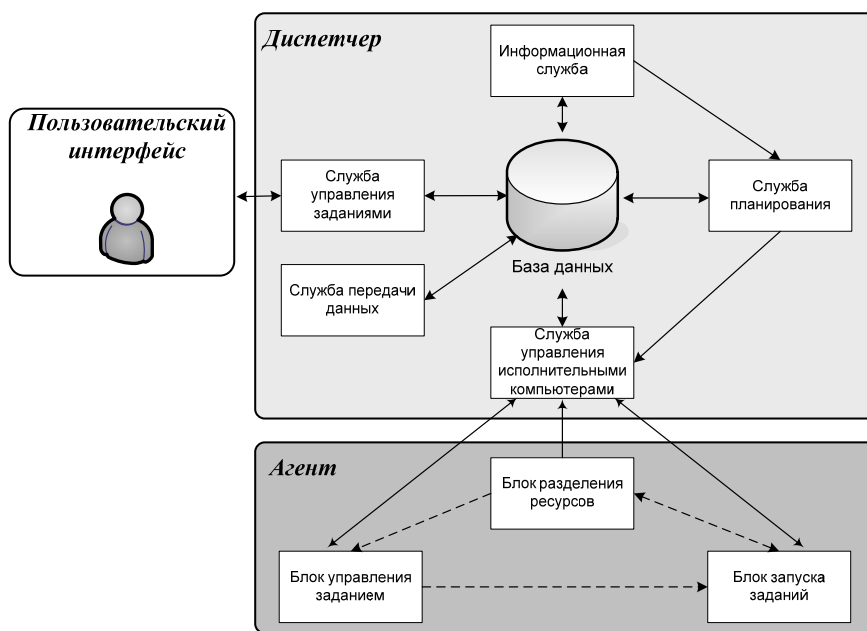 Диспетчер
Информационная
служба
Пользовательский
интерфейс
Служба
управления
заданиями
Служба
планирования
База данных
Служба передачи
данных
Служба
управления
исполнительными
компьютерами
Агент
Блок разделения
ресурсов
Блок управления
заданием
Блок запуска
заданий